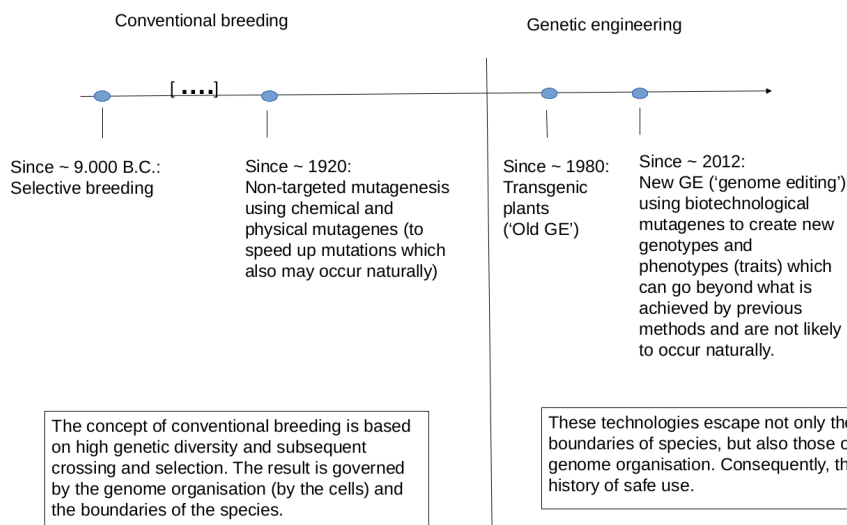 Conventional breeding
Genetic engineering
[ ....]
Since ~ 9.000 B.C.:
Selective breeding
Since ~ 1920:
Non-targeted mutagenesis
using chemical and
physical mutagenes (to
speed up mutations which
also may occur naturally)
Since ~ 1980:
Transgenic
plants
(‘Old GE’)
Since ~ 2012:
New GE (‘genome editing’)
using biotechnological
mutagenes to create new
genotypes and
phenotypes (traits) which
can go beyond what is
achieved by previous
methods and are not likely
to occur naturally.
The concept of conventional breeding is based
on high genetic diversity and subsequent
crossing and selection. The result is governed
by the genome organisation (by the cells) and
the boundaries of the species.
These technologies escape not only the
boundaries of species, but also those
genome organisation. Consequently,
history of safe use.